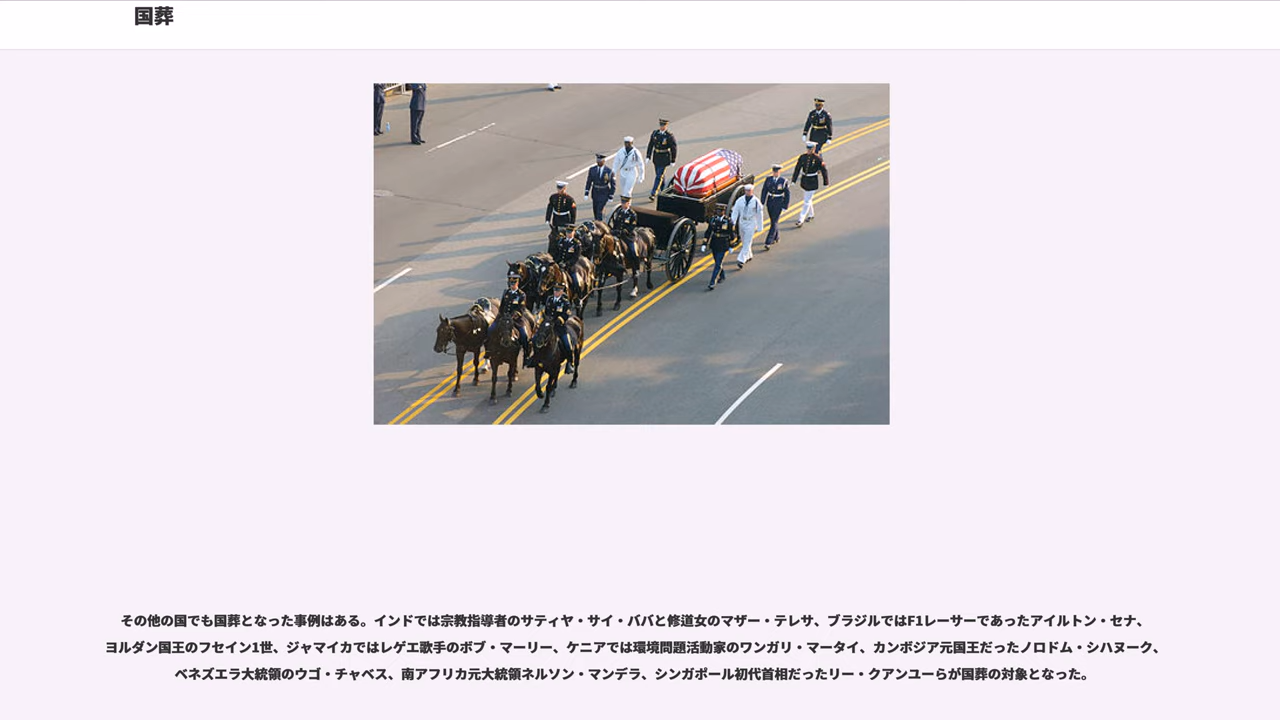 国葬
その他の国でも国葬となった事例はある。インドでは宗教指導者のサティヤ・サイ・ババと修道女のマザー・テレサ、ブラジルではF1レーサーであったアイルトン・セナ、
ヨルダン国王のフセイン1世、ジャマイカではレゲエ歌手のボブ・マーリー、ケニアでは環境問題活動家のワンガリ・マータイ、カンボジア元国王だったノロドム・シハヌーク、
ベネズエラ大統領のウゴ・チャベス、南アフリカ元大統領ネルソン・マンデラ、シンガポール初代首相だったリー・クアンユーらが国葬の対象となった。